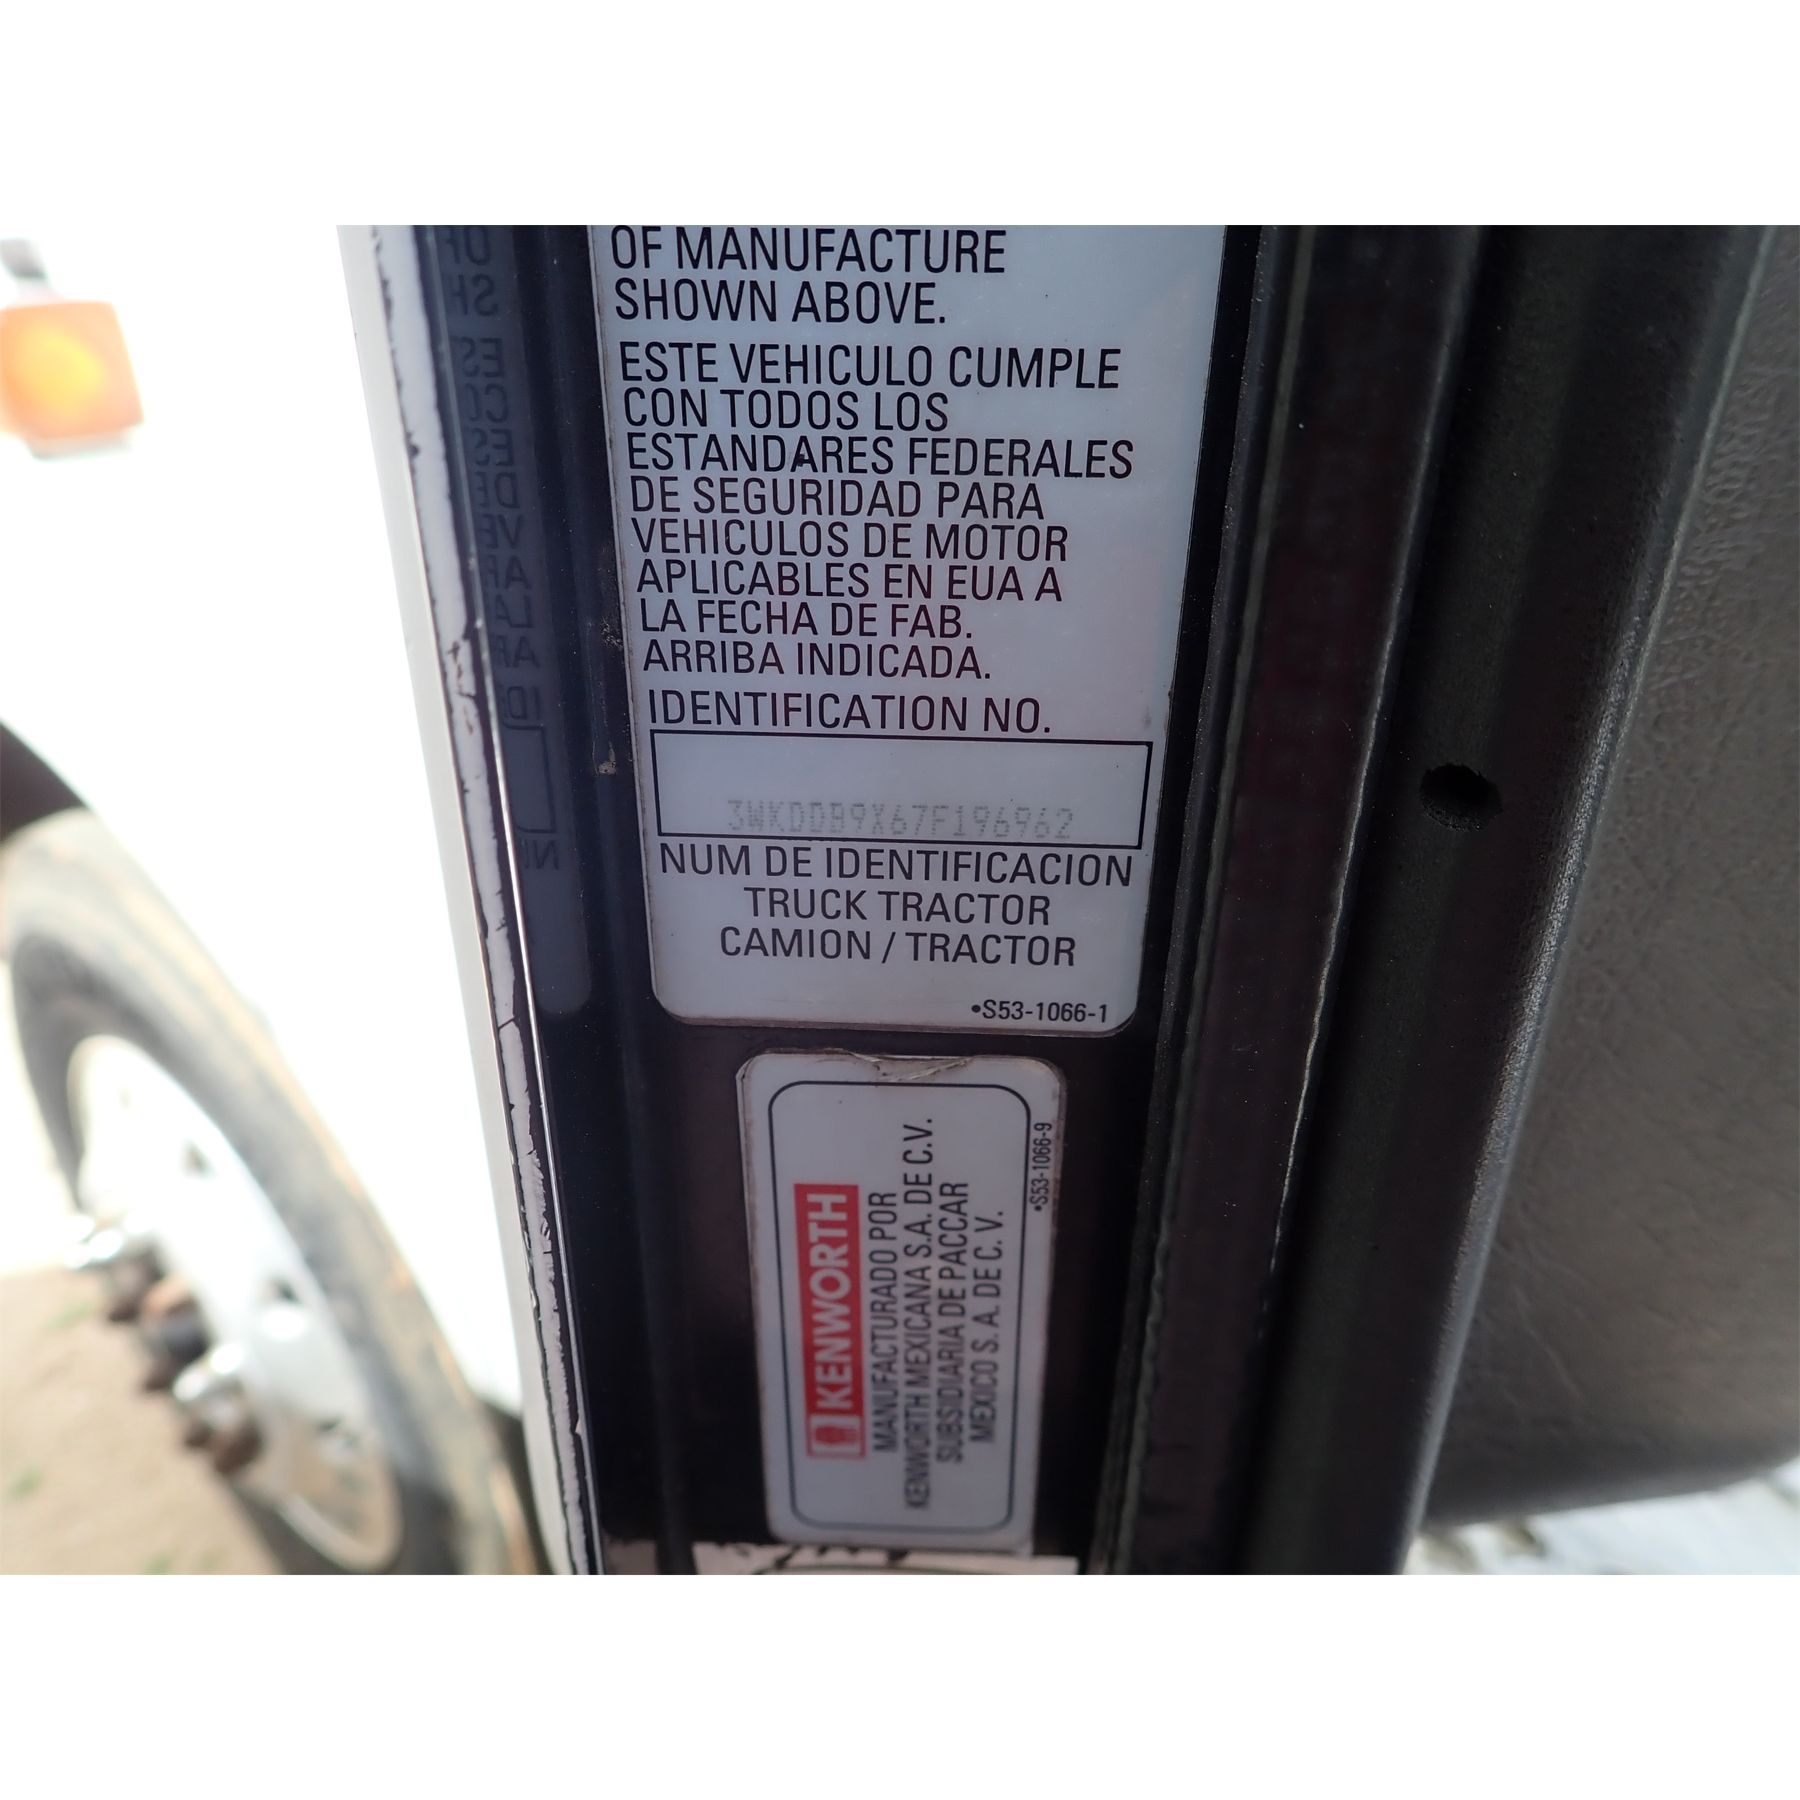 OF MANUFACTURE
SHOWN ABOVE.
ESTE VEHICULO CUMPLE
CON TODOS LOS
ESTANDARES FEDERALES
DE SEGURIDAD PARA
VEHICULOS DE MOTOR
APLICABLES EN EUA A
LA FECHA DE FAB.
ARRIBA INDICADA.
IDENTIFICATION NO.
3WKDDB9X67F196962
NUM DE IDENTIFICACION
TRUCK TRACTOR
CAMION / TRACTOR
•S53-1066-1
KENWORTH
MANUFACTURADO POR
KENWORTH MEXICANA S.A. DE C.V.
SUBSIDIARIA DE PACCAR
MEXICO S. A. DE C. V.
•S53-1066-9